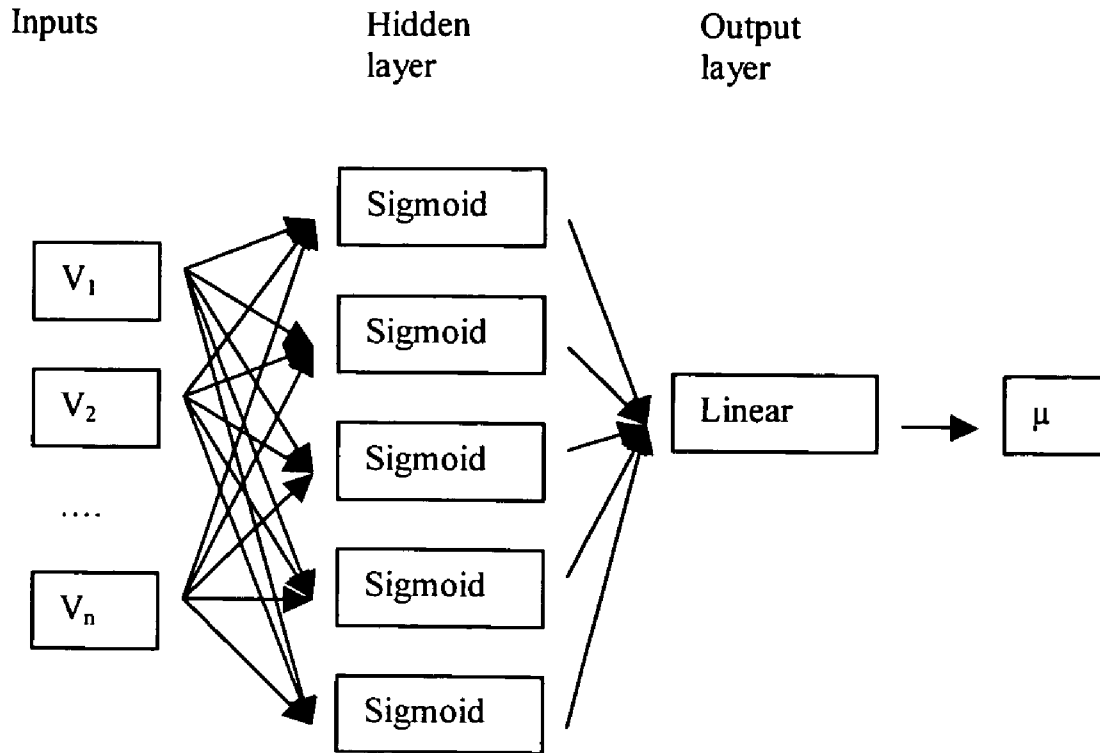 Inputs
Hidden
layer
Output
layer
Sigmoid
V₁
Sigmoid
V₂
Linear
μ
Sigmoid
....
Sigmoid
Vₙ
Sigmoid